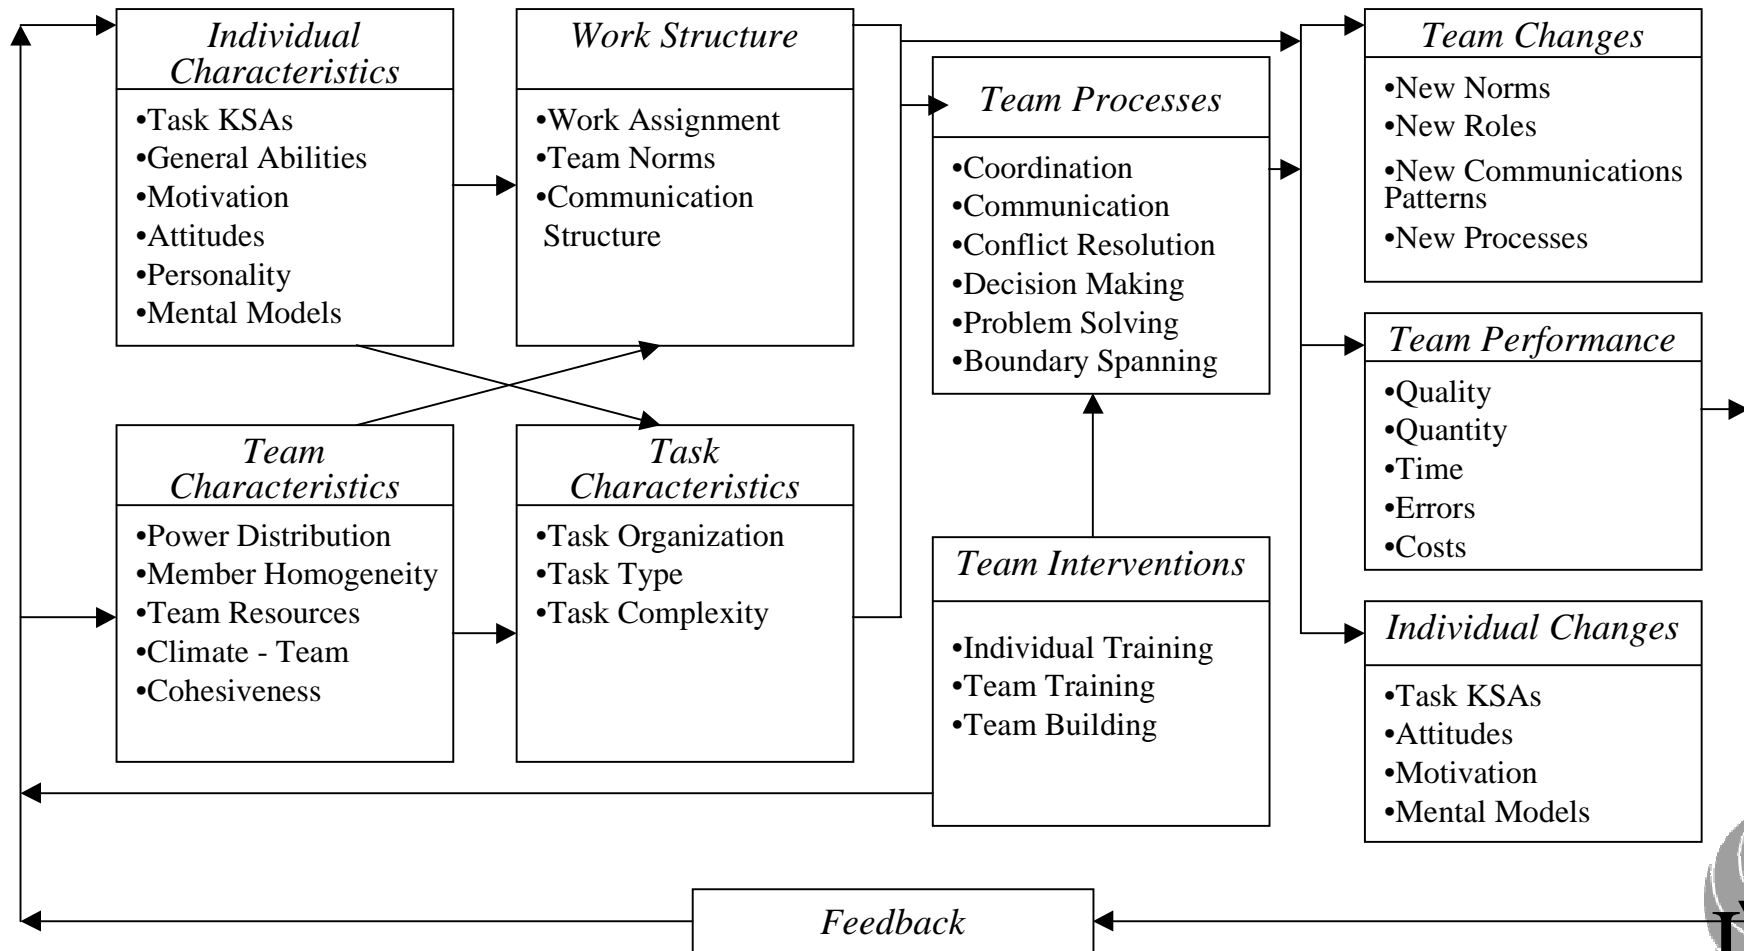 Individual
Characteristics
•Task KSAs
•General Abilities
•Motivation
•Attitudes
•Personality
•Mental Models
Work Structure
•Work Assignment
•Team Norms
•Communication
Structure
Team Processes
•Coordination
•Communication
•Conflict Resolution
•Decision Making
•Problem Solving
•Boundary Spanning
Team Changes
•New Norms
•New Roles
•New Communications
Patterns
•New Processes
Team Performance
•Quality
•Quantity
•Time
•Errors
•Costs
Team
Characteristics
•Power Distribution
•Member Homogeneity
•Team Resources
•Climate - Team
•Cohesiveness
Task
Characteristics
•Task Organization
•Task Type
•Task Complexity
Team Interventions
•Individual Training
•Team Training
•Team Building
Individual Changes
•Task KSAs
•Attitudes
•Motivation
•Mental Models
Feedback